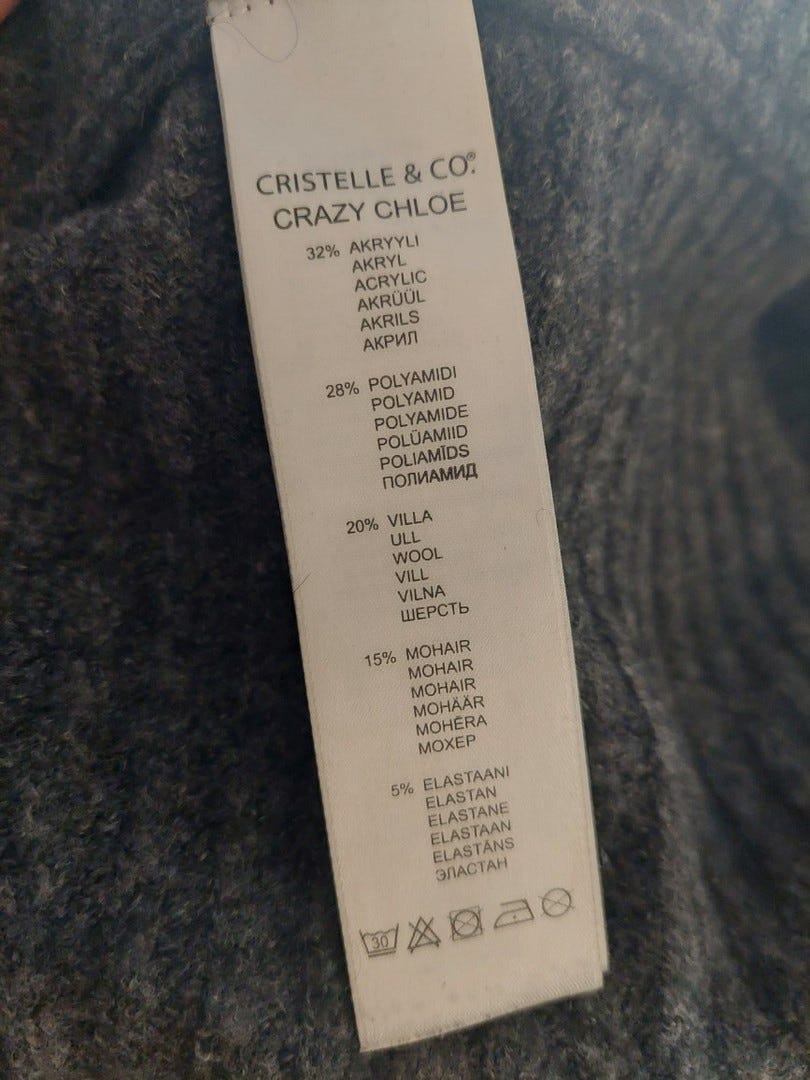 CRISTELLE & CO.®
CRAZY CHLOE
32% AKRYYLI
AKRYL
ACRYLIC
AKRÜÜL
AKRILS
АКРИЛ
28% POLYAMIDI
POLYAMID
POLYAMIDE
POLÜAMIID
POLIAMĪDS
ПОЛИАМИД
20% VILLA
ULL
WOOL
VILL
VILNA
ШЕРСТЬ
15% MOHAIR
MOHAIR
MOHAIR
MOHÄÄR
MOHĒRA
МОХЕР
5% ELASTAANI
ELASTAN
ELASTANE
ELASTAAN
ELASTĀNS
ЭЛАСТАН
30